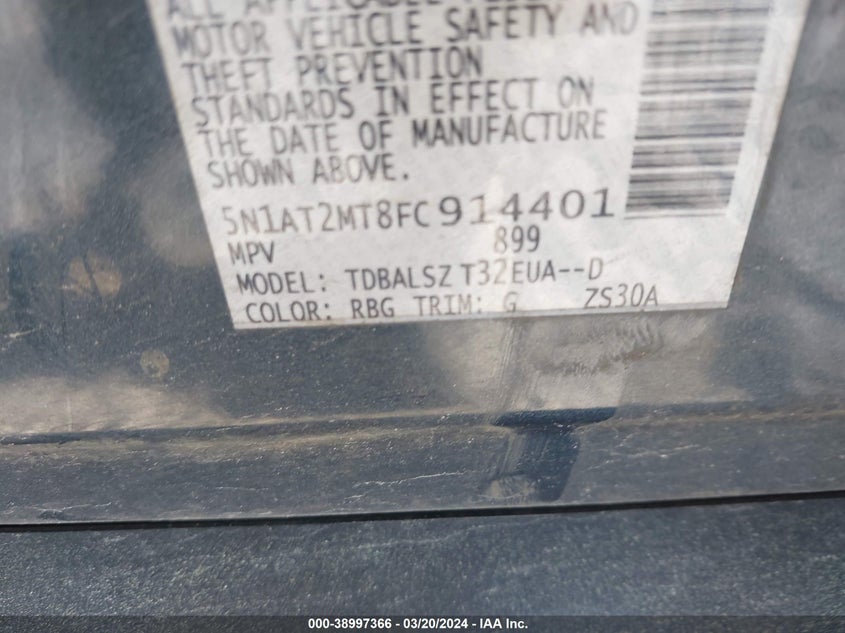 MOTOR VEHICLE SAFETY AND
THEFT PREVENTION
STANDARDS IN EFFECT ON
THE DATE OF MANUFACTURE
SHOWN ABOVE.
5N1AT2MT8FC914401
MPV 899
MODEL: TDBALSZ T32EUA--D
COLOR: RBG TRIM: G ZS30A
000-38997366 - 03/20/2024 - IAA Inc.